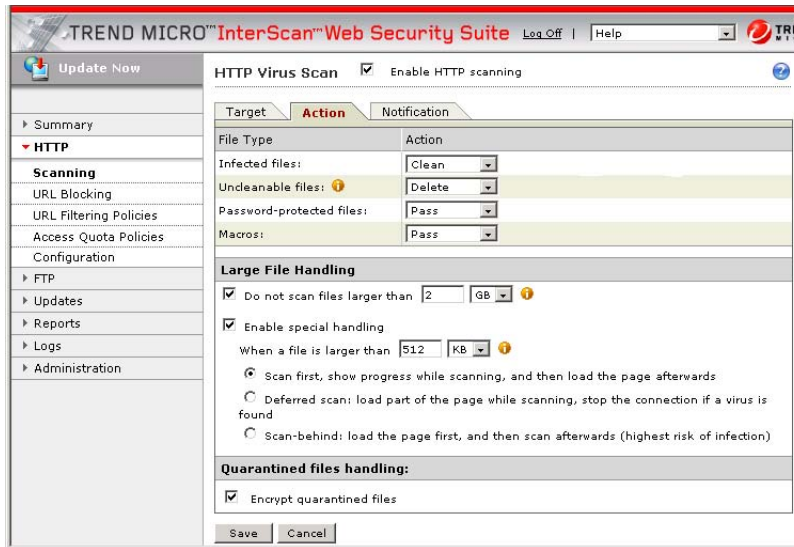 TREND MICRO™ InterScan™ Web Security Suite Log Off | Help
Update Now
HTTP Virus Scan Enable HTTP scanning
Target Action Notification
Summary
HTTP
Scanning
URL Blocking
URL Filtering Policies
Access Quota Policies
Configuration
FTP
Updates
Reports
Logs
Administration
File Type Action
Infected files: Clean
Uncleanable files: Delete
Password-protected files: Pass
Macros: Pass
Large File Handling
Do not scan files larger than 2 GB
Enable special handling
When a file is larger than 512 KB
Scan first, show progress while scanning, and then load the page afterwards
Deferred scan: load part of the page while scanning, stop the connection if a virus is
found
Scan-behind: load the page first, and then scan afterwards (highest risk of infection)
Quarantined files handling:
Encrypt quarantined files
Save Cancel